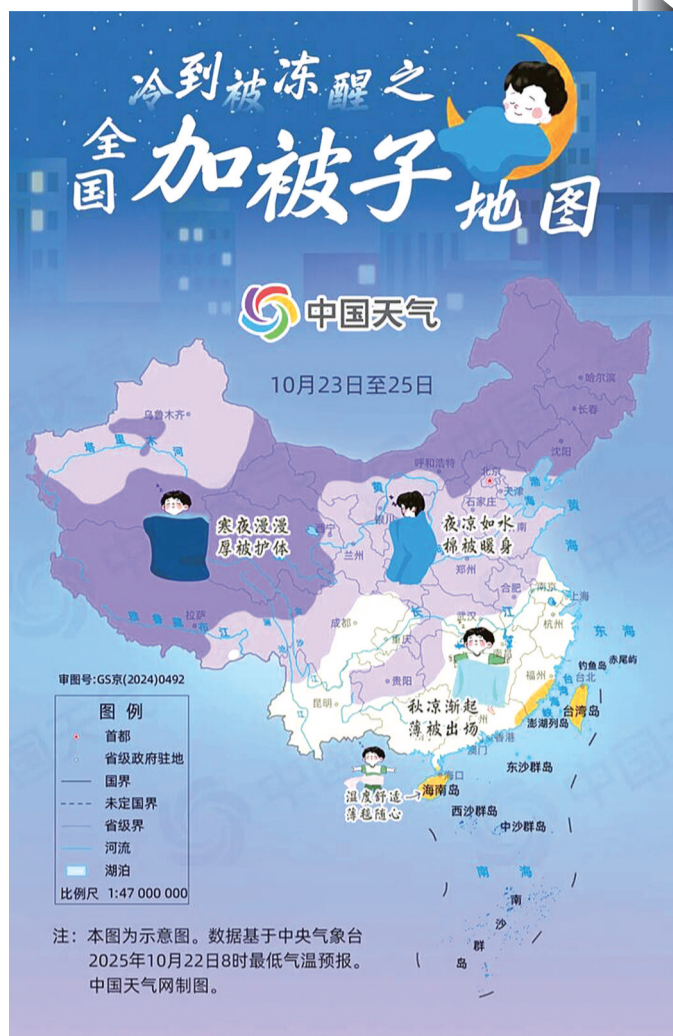 冷到被冻醒之
全国
加被子
地图
中国天气
10月23日至25日
哈尔滨
长春
沈阳
乌鲁木齐
塔里木河
呼和浩特
北京
天津
渤海
石家庄
黄
银川
黄海
寒夜漫漫
厚被护体
西宁
兰州
夜凉如水
棉被暖身
南
郑州
合肥
南京
上海
拉萨
雅鲁藏布江
成都
重庆
长江
武汉
杭州
东海
贵阳
南昌
钓鱼岛
赤尾屿
福州
台北
台湾海峡
台湾岛
澎湖列岛
昆明
秋凉渐起
薄被出场
广州
香港
澳门
东沙群岛
海口
海南岛
温度舒适
薄毯随心
西沙群岛
中沙群岛
南海
南沙群岛
审图号:GS京(2024)0492
图例
首都
省级政府驻地
国界
未定国界
省级界
河流
湖泊
比例尺 1:47 000 000
注：本图为示意图。数据基于中央气象台
2025年10月22日8时最低气温预报。
中国天气网制图。